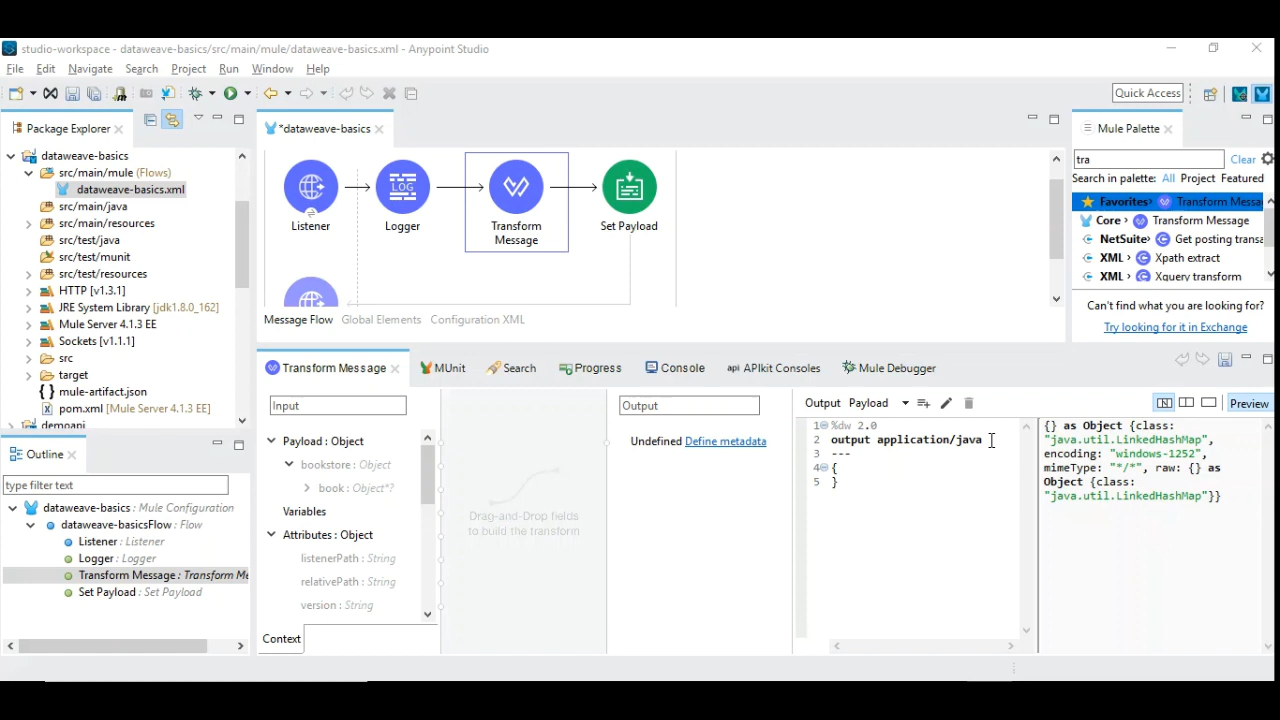 studio-workspace - dataweave-basics/src/main/mule/dataweave-basics.xml - Anypoint Studio
File Edit Navigate Search Project Run Window Help
Quick Access
Package Explorer
dataweave-basics
src/main/mule (Flows)
dataweave-basics.xml
src/main/java
src/main/resources
src/test/java
src/test/munit
src/test/resources
HTTP [v1.3.1]
JRE System Library [jdk1.8.0_162]
Mule Server 4.1.3 EE
Sockets [v1.1.1]
src
target
mule-artifact.json
pom.xml [Mule Server 4.1.3 EE]
demoapi
Outline
type filter text
dataweave-basics : Mule Configuration
dataweave-basicsFlow : Flow
Listener : Listener
Logger : Logger
Transform Message : Transform Me
Set Payload : Set Payload
*dataweave-basics
LOG
Listener
Logger
Transform
Message
Set Payload
Message Flow Global Elements Configuration XML
Mule Palette
tra
Clear
Search in palette: All Project Featured
Favorites> Transform Messa
Core > Transform Message
NetSuite> Get posting transa
XML > Xpath extract
XML > Xquery transform
Can't find what you are looking for?
Try looking for it in Exchange
Transform Message MUnit Search Progress Console api APIkit Consoles Mule Debugger
Input
Payload : Object
bookstore : Object
book : Object*?
Variables
Attributes : Object
listenerPath : String
relativePath : String
version : String
Context
Drag-and-Drop fields
to build the transform
Output
Undefined Define metadata
Output Payload
Preview
1 %dw 2.0
2 output application/java
3 ---
4 {
5 }
{} as Object {class:
"java.util.LinkedHashMap",
encoding: "windows-1252",
mimeType: "*/*", raw: {} as
Object {class:
"java.util.LinkedHashMap"}}